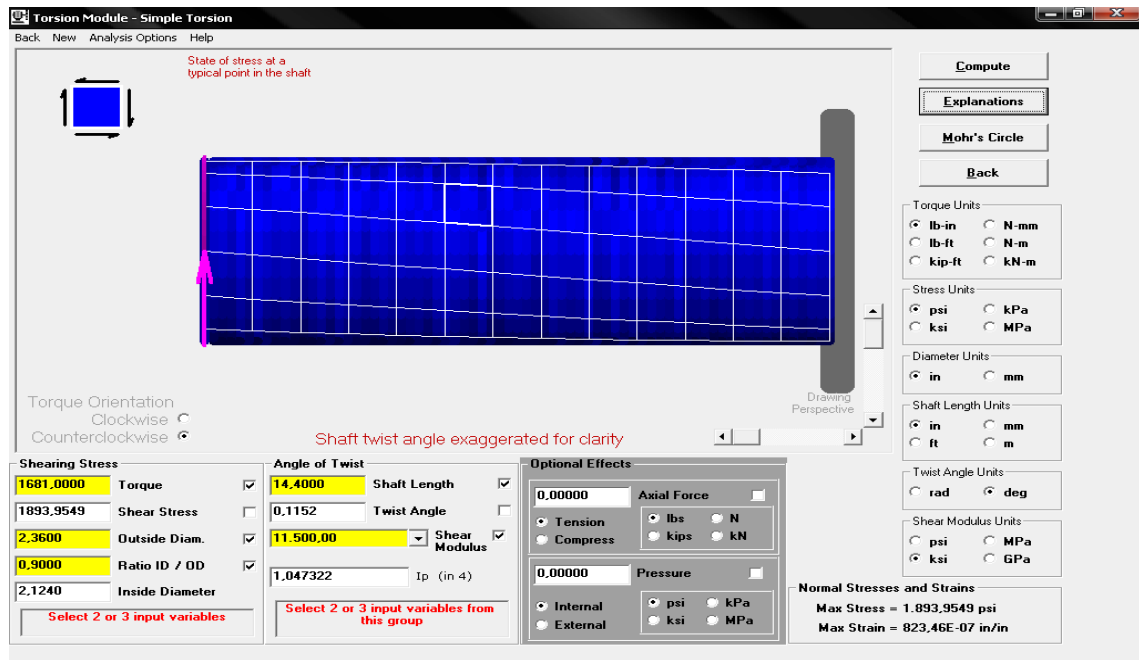 Torsion Module - Simple Torsion
Back New Analysis Options Help
State of stress at a
typical point in the shaft
Torque Orientation
Clockwise
Counterclockwise
Shaft twist angle exaggerated for clarity
Drawing
Perspective
Compute
Explanations
Mohr's Circle
Back
Torque Units
lb-in N-mm
lb-ft N-m
kip-ft kN-m
Stress Units
psi kPa
ksi MPa
Diameter Units
in mm
Shaft Length Units
in mm
ft m
Twist Angle Units
rad deg
Shear Modulus Units
psi MPa
ksi GPa
Shearing Stress
1681,0000 Torque
1893,9549 Shear Stress
2,3600 Outside Diam.
0,9000 Ratio ID / OD
2,1240 Inside Diameter
Select 2 or 3 input variables
Angle of Twist
14,4000 Shaft Length
0,1152 Twist Angle
11.500,00 Shear
Modulus
1,047322 Ip (in 4)
Select 2 or 3 input variables from
this group
Optional Effects
0,00000 Axial Force
Tension lbs N
Compress kips kN
0,00000 Pressure
Internal psi kPa
External ksi MPa
Normal Stresses and Strains
Max Stress = 1.893,9549 psi
Max Strain = 823,46E-07 in/in